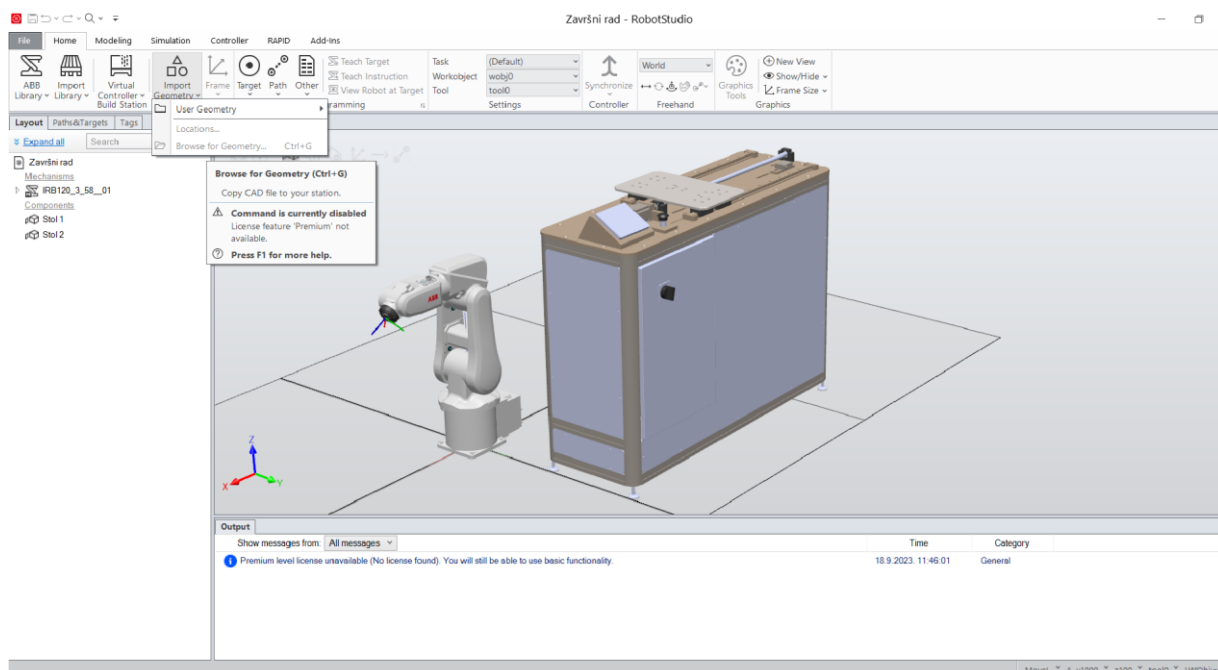 Završni rad - RobotStudio
File Home Modeling Simulation Controller RAPID Add-Ins
ABB Library Import Library Virtual Controller Import Geometry Frame Target Path Other
Teach Target
Teach Instruction
View Robot at Target
Task (Default)
Workobject wobj0
Tool tool0
Synchronize
World
Graphics Tools
New View
Show/Hide
Frame Size
Build Station ramming Settings Controller Freehand Graphics
User Geometry
Locations...
Browse for Geometry... Ctrl+G
Layout Paths&Targets Tags
Expand all Search
Završni rad
Mechanisms
IRB120_3_58__01
Components
Stol 1
Stol 2
Browse for Geometry (Ctrl+G)
Copy CAD file to your station.
Command is currently disabled
License feature 'Premium' not
available.
Press F1 for more help.
ABB
Z
X Y
Output
Show messages from: All messages Time Category
Premium level license unavailable (No license found). You will still be able to use basic functionality. 18.9.2023. 11:46:01 General